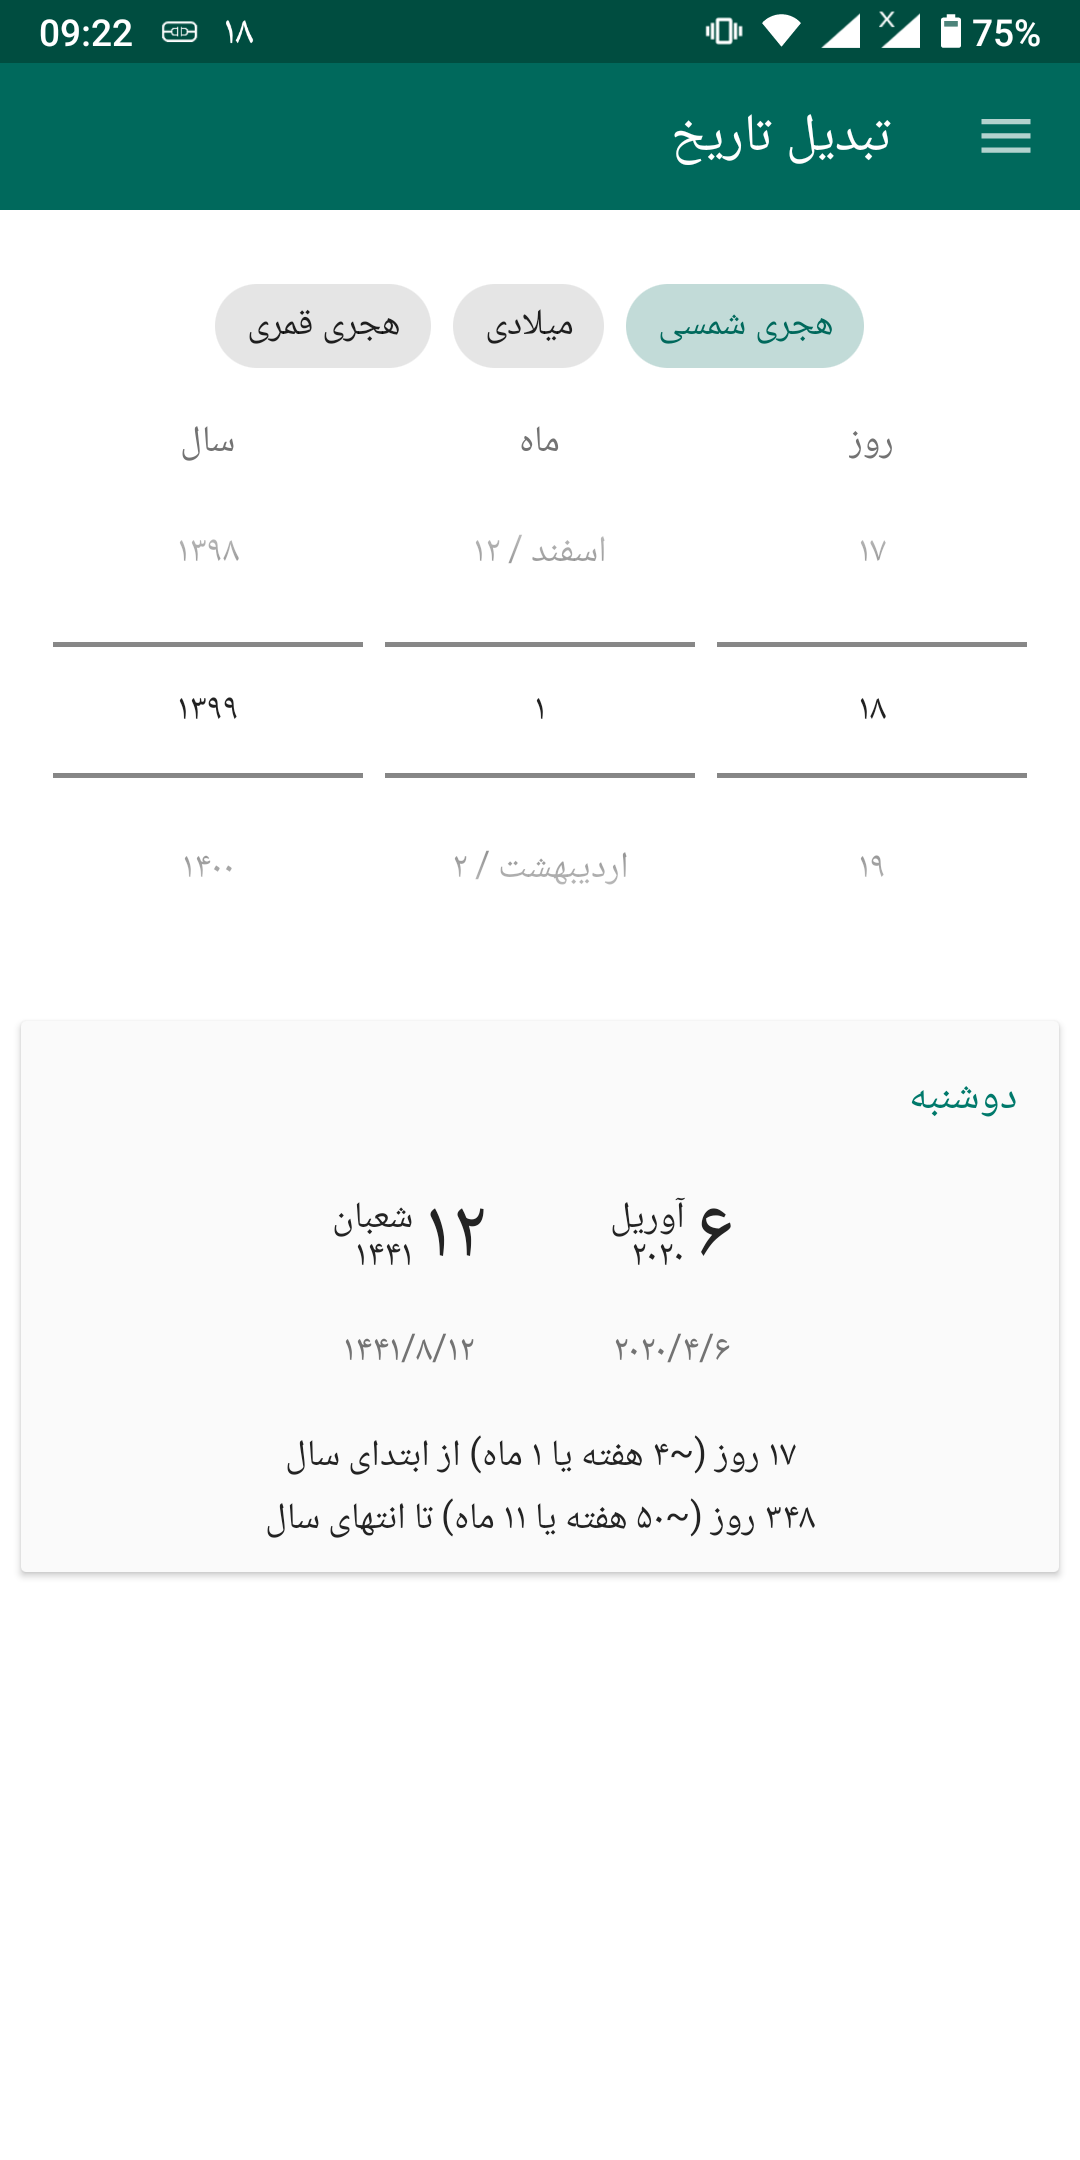 09:22 ۱۸ 75%
تبدیل تاریخ
هجری شمسی میلادی هجری قمری
روز ماه سال
۱۷ اسفند / ۱۲ ۱۳۹۸
۱۸ ۱ ۱۳۹۹
۱۹ اردیبهشت / ۲ ۱۴۰۰
دوشنبه
۶ آوریل ۲۰۲۰ ۱۲ شعبان ۱۴۴۱
۲۰۲۰/۴/۶ ۱۴۴۱/۸/۱۲
۱۷ روز (~۴ هفته یا ۱ ماه) از ابتدای سال
۳۴۸ روز (~۵۰ هفته یا ۱۱ ماه) تا انتهای سال